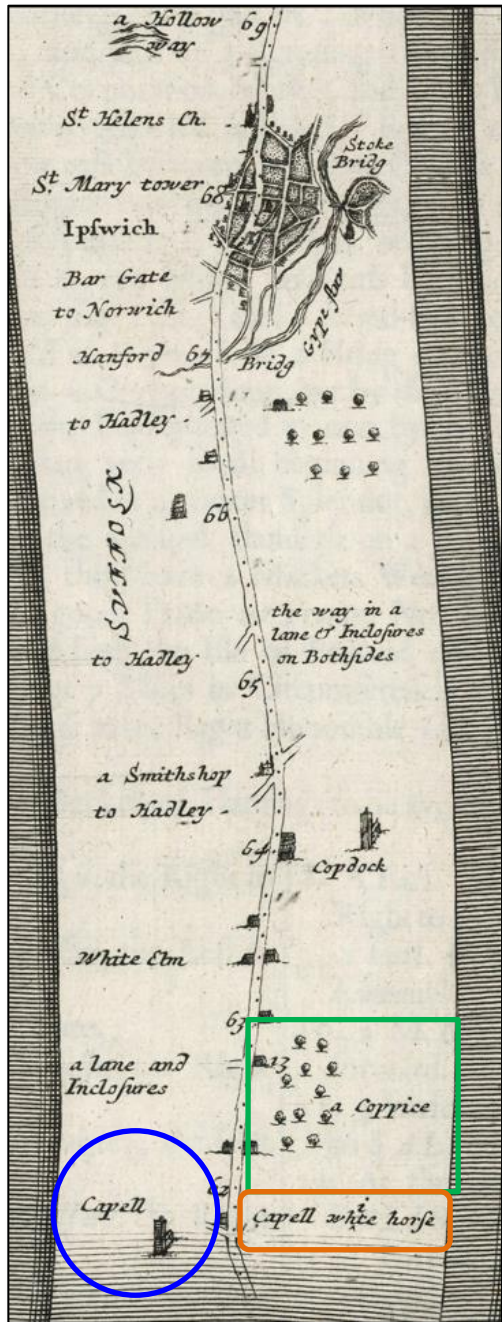 a Hollow
way
69
St. Helens Ch.
Stoke
Bridg
St. Mary tower
68
Ipſwich
Bar Gate
to Norwich
Gype fluv
Hanford
67
Bridg
to Hadley
66
SUFFOLK
the way in a
lane & Inclosures
on Bothsides
to Hadley
65
a Smithshop
to Hadley
64
Copdock
White Elm
63
13
a lane and
Inclosures
a Coppice
62
Capell
Capell white horse